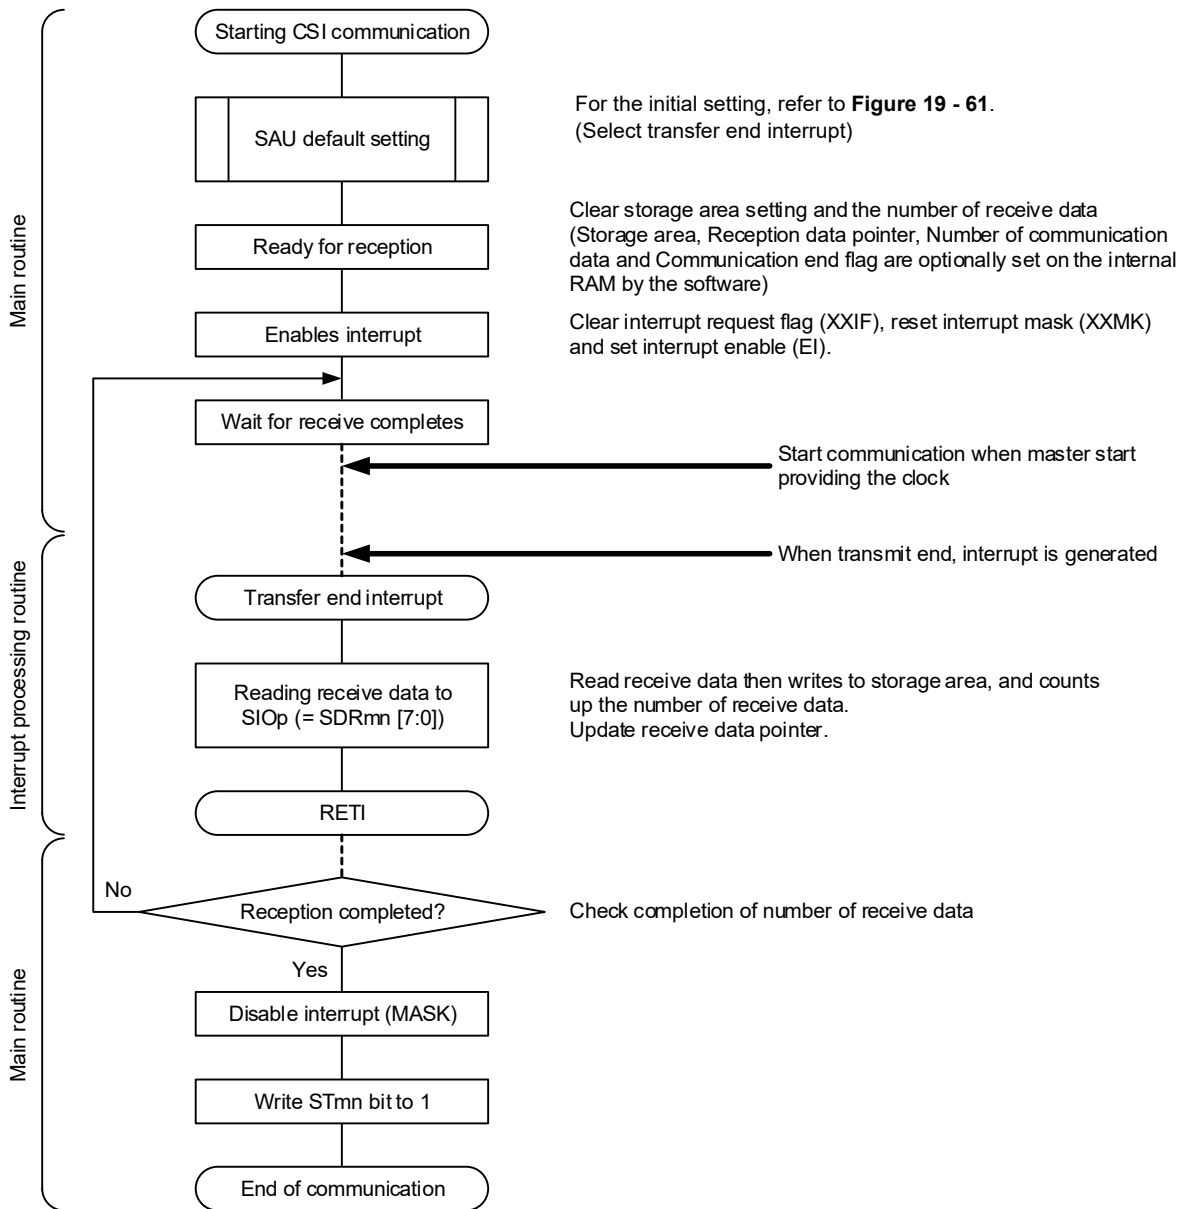 Starting CSI communication
SAU default setting
For the initial setting, refer to Figure 19 - 61.
(Select transfer end interrupt)
Ready for reception
Clear storage area setting and the number of receive data
(Storage area, Reception data pointer, Number of communication
data and Communication end flag are optionally set on the internal
RAM by the software)
Enables interrupt
Clear interrupt request flag (XXIF), reset interrupt mask (XXMK)
and set interrupt enable (EI).
Main routine
Wait for receive completes
Start communication when master start
providing the clock
When transmit end, interrupt is generated
Transfer end interrupt
Interrupt processing routine
Reading receive data to
SIOp (= SDRmn [7:0])
Read receive data then writes to storage area, and counts
up the number of receive data.
Update receive data pointer.
RETI
No
Reception completed?
Check completion of number of receive data
Yes
Main routine
Disable interrupt (MASK)
Write STmn bit to 1
End of communication